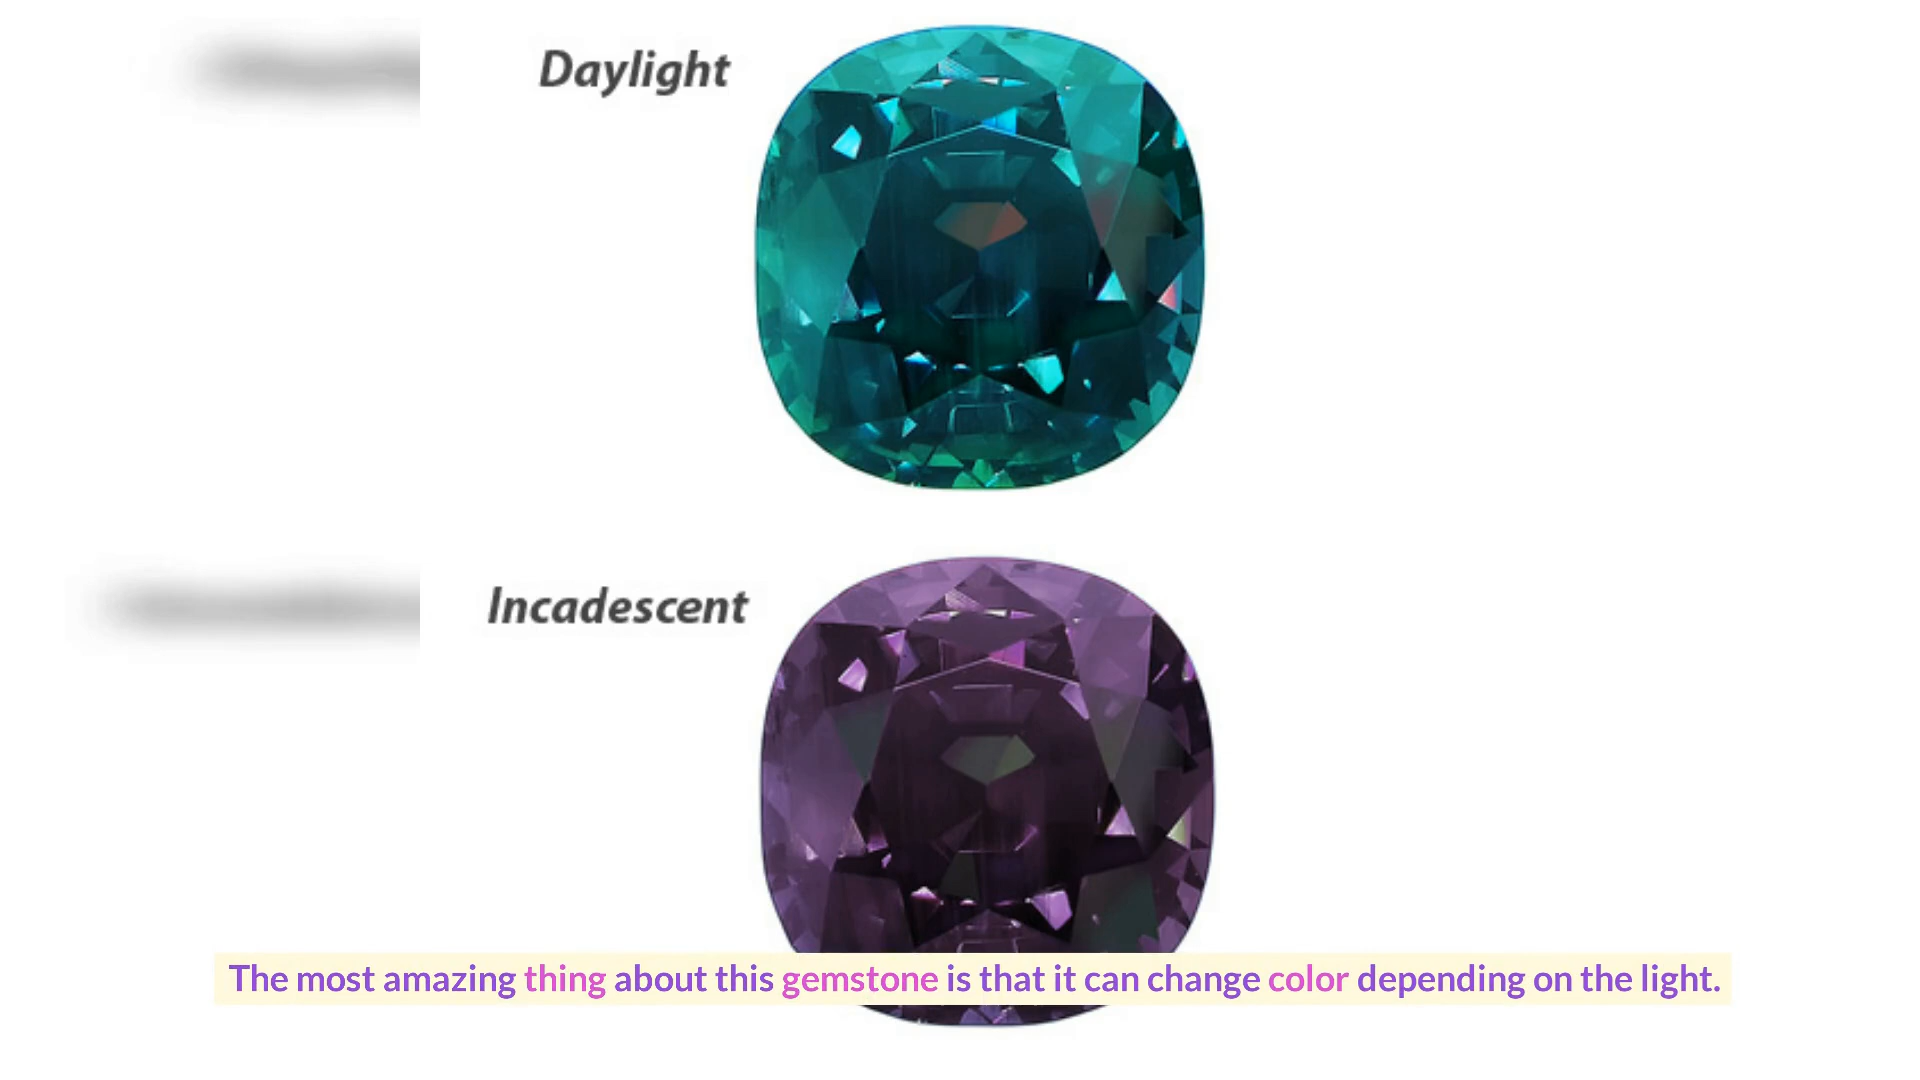 Daylight
Incadescent
The most amazing thing about this gemstone is that it can change color depending on the light.